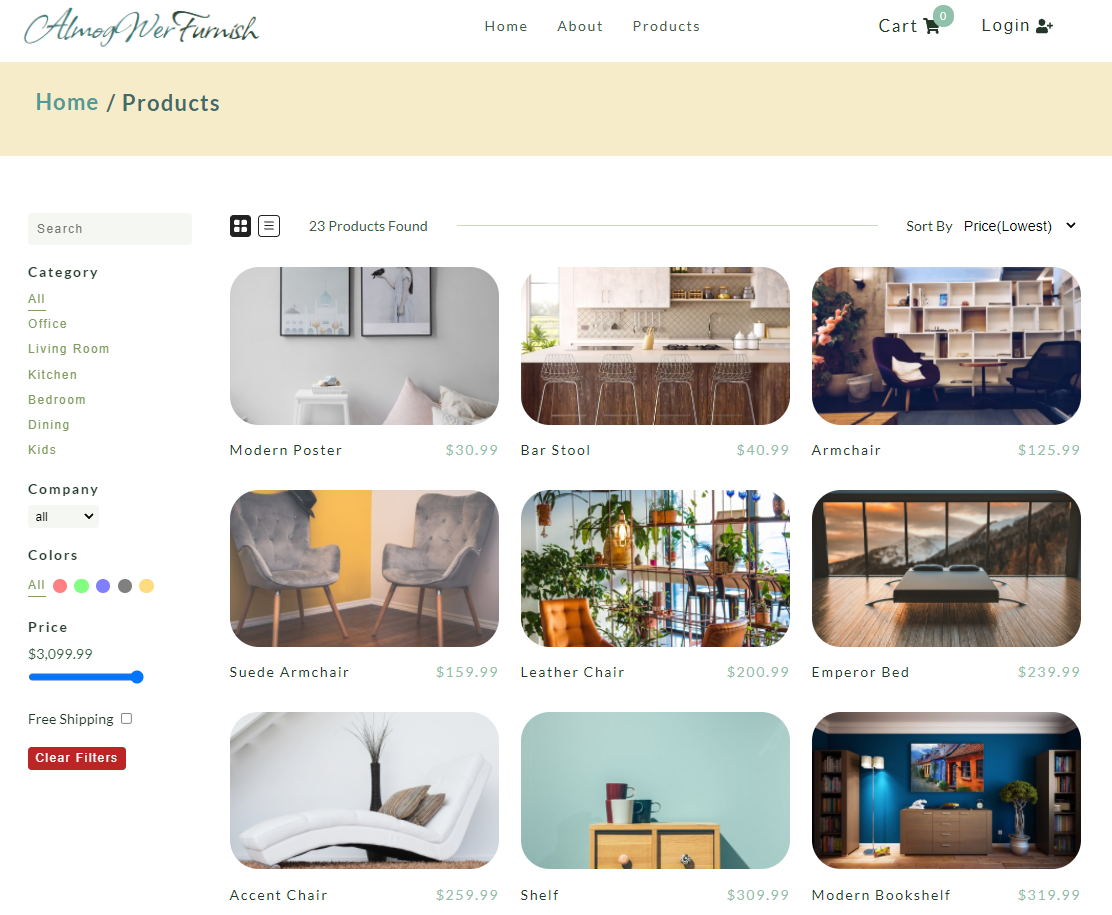 AlmogWerFurnish
Home About Products
Cart 0 Login
Home / Products
Search
Category
All
Office
Living Room
Kitchen
Bedroom
Dining
Kids
Company
all
Colors
All
Price
$3,099.99
Free Shipping
Clear Filters
23 Products Found
Sort By Price(Lowest)
Modern Poster $30.99
Bar Stool $40.99
Armchair $125.99
Suede Armchair $159.99
Leather Chair $200.99
Emperor Bed $239.99
Accent Chair $259.99
Shelf $309.99
Modern Bookshelf $319.99